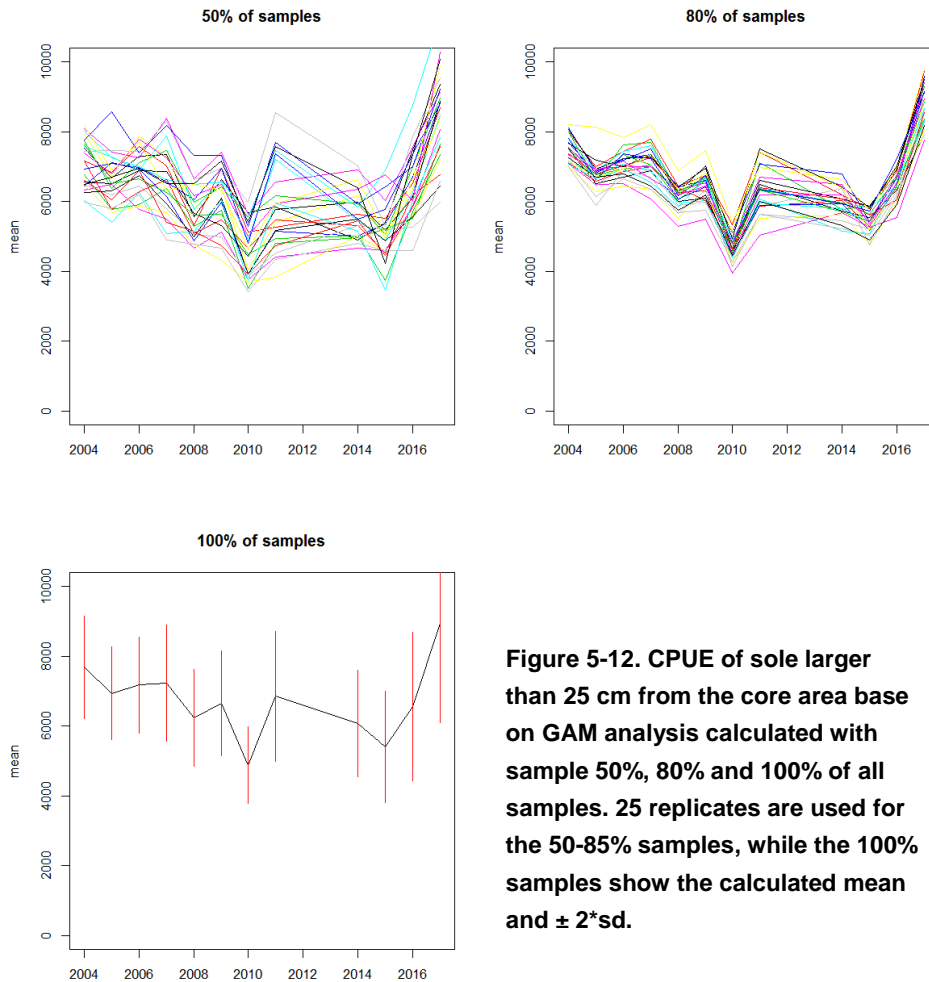 50% of samples
mean
10000
8000
6000
4000
2000
0
2004 2006 2008 2010 2012 2014 2016
80% of samples
mean
10000
8000
6000
4000
2000
0
2004 2006 2008 2010 2012 2014 2016
100% of samples
mean
10000
8000
6000
4000
2000
0
2004 2006 2008 2010 2012 2014 2016
Figure 5-12. CPUE of sole larger
than 25 cm from the core area base
on GAM analysis calculated with
sample 50%, 80% and 100% of all
samples. 25 replicates are used for
the 50-85% samples, while the 100%
samples show the calculated mean
and ± 2*sd.